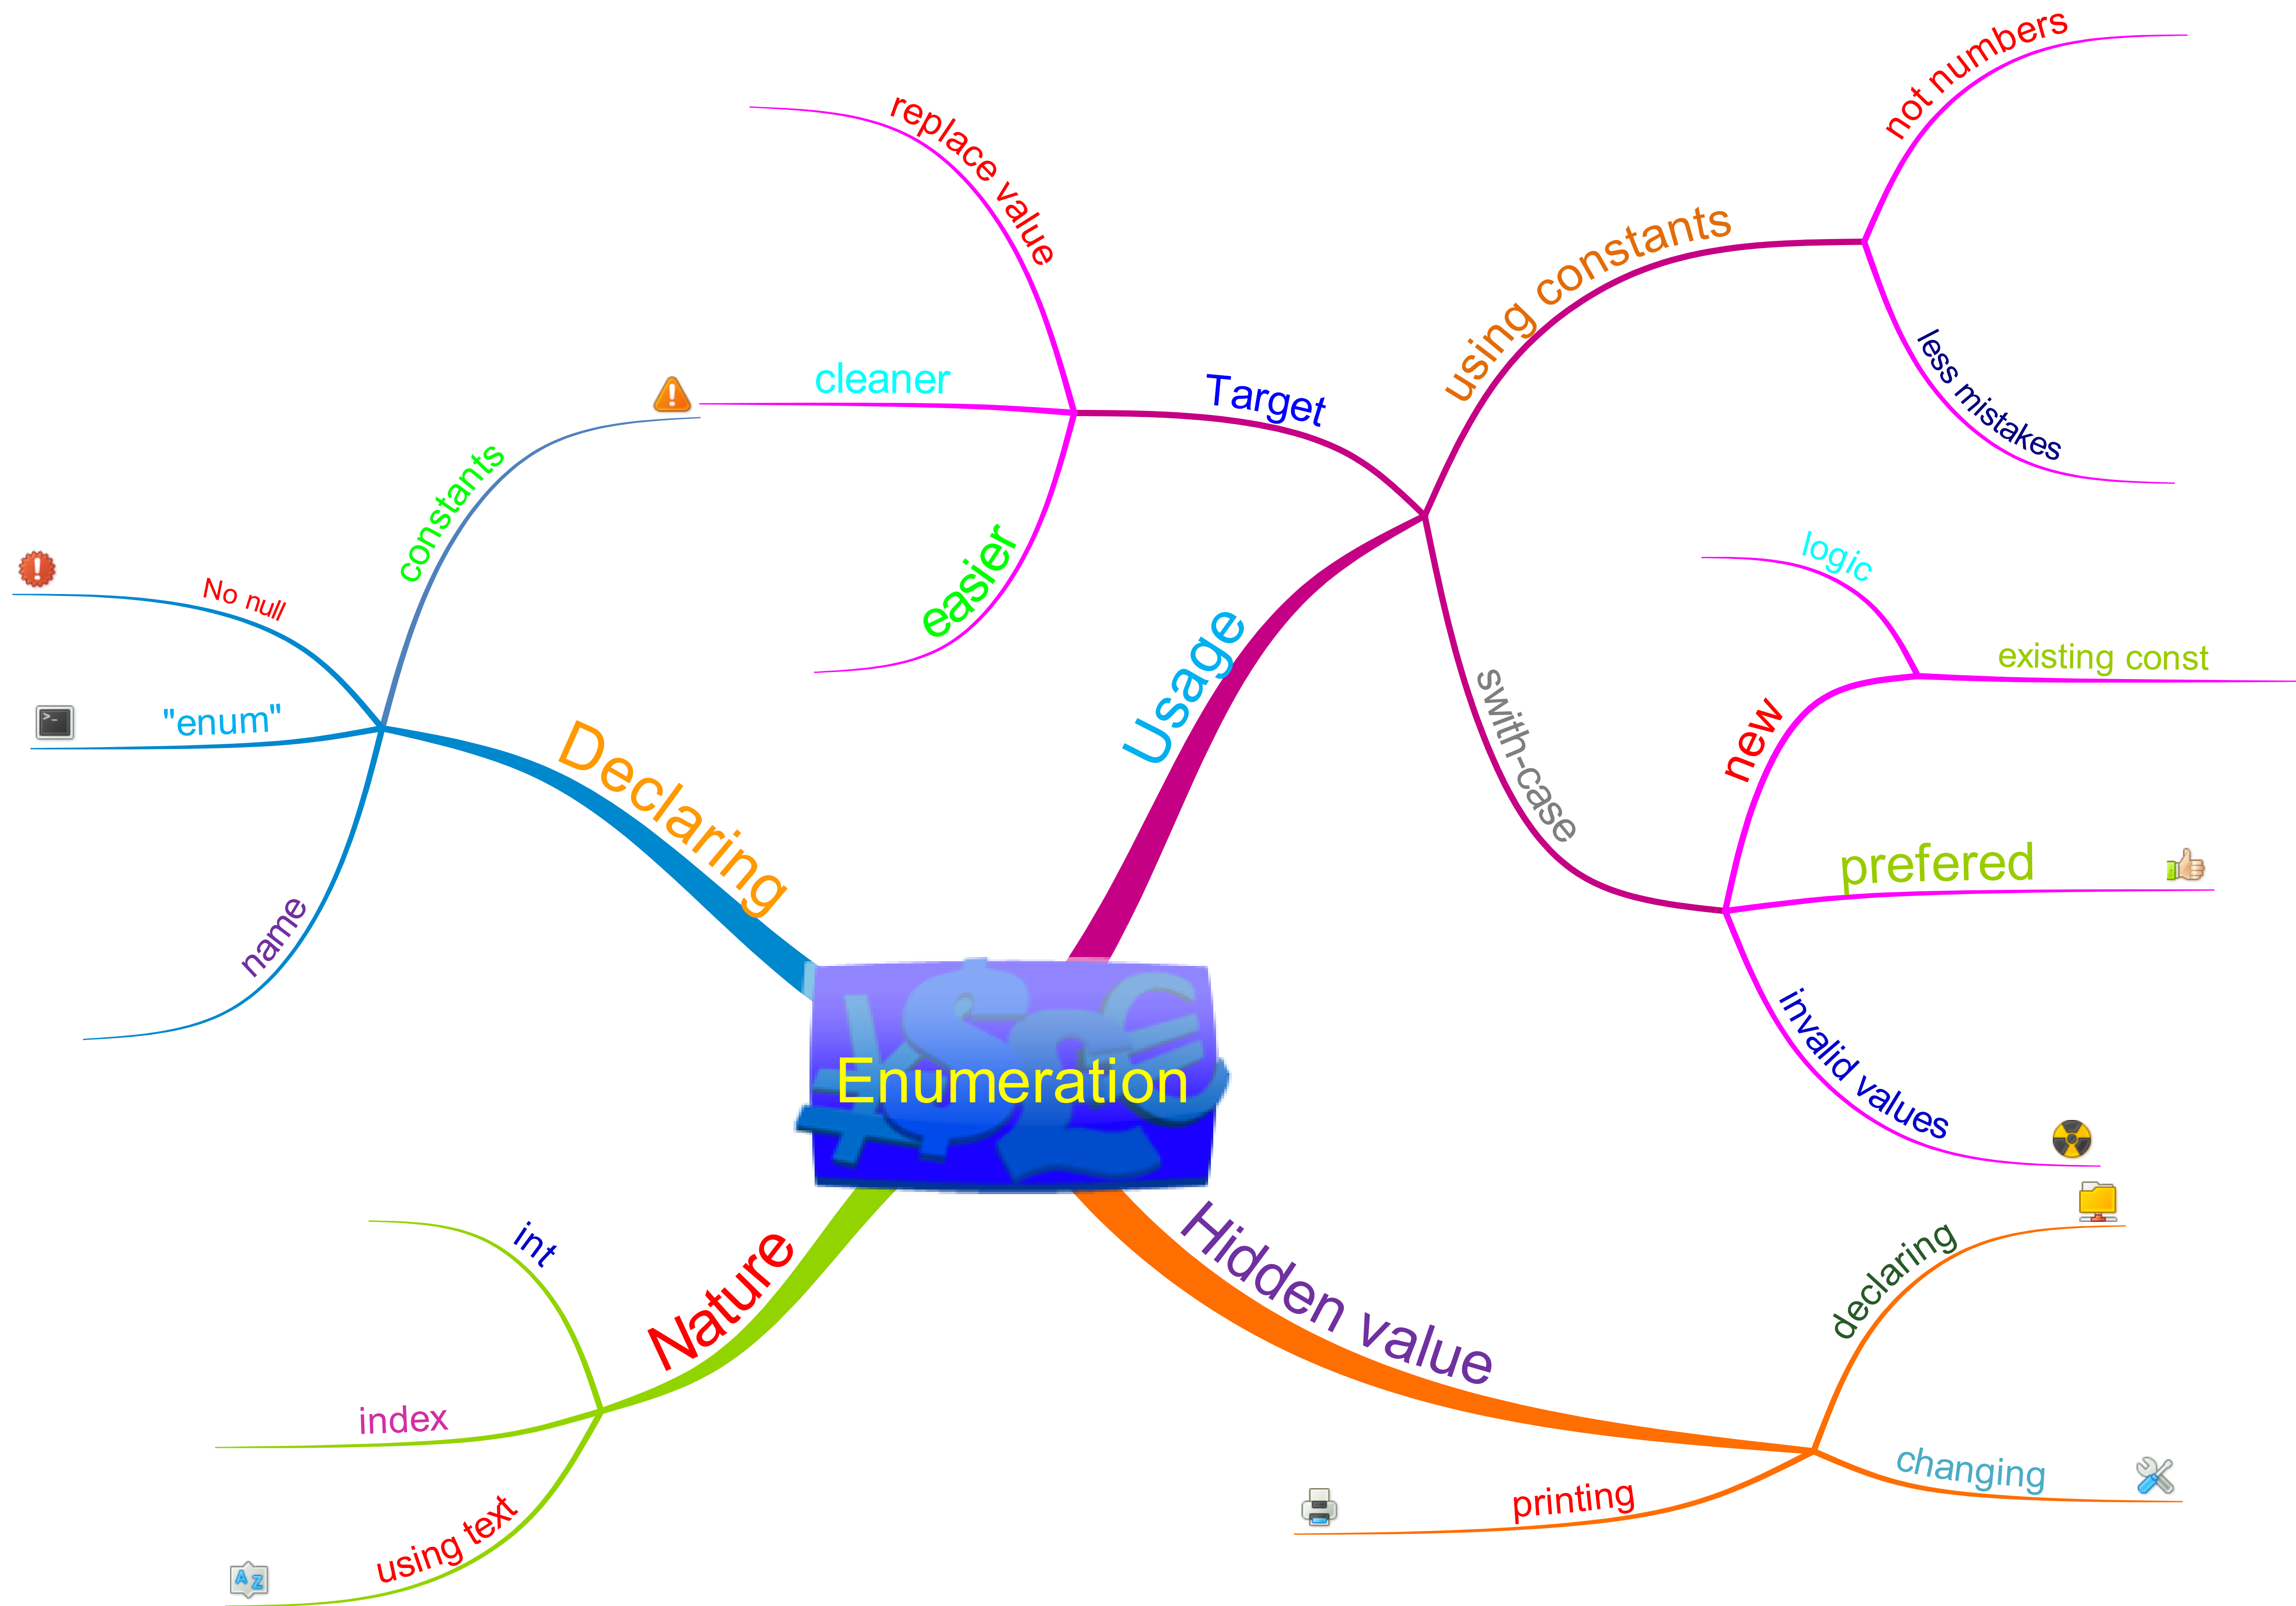 not numbers
replace value
using constants
less mistakes
cleaner
Target
constants
easier
logic
No null
existing const
"enum"
Usage
swith-case
new
Declaring
prefered
name
invalid values
Enumeration
A Z
int
Nature
Hidden value
declaring
index
changing
printing
using text